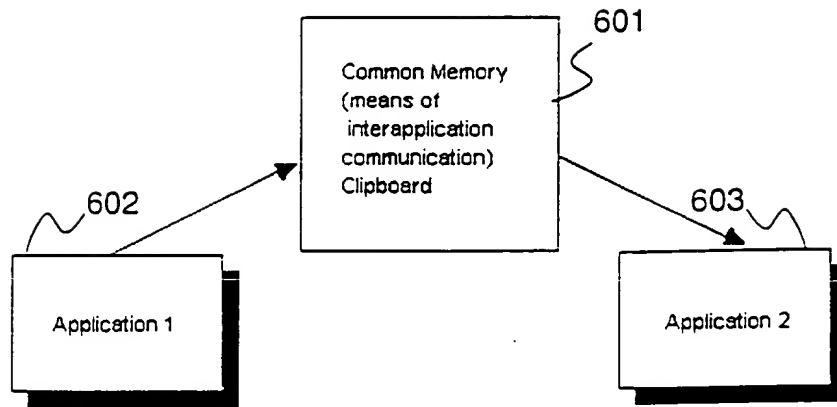 601
Common Memory
(means of
interapplication
communication)
Clipboard
602
603
Application 1
Application 2